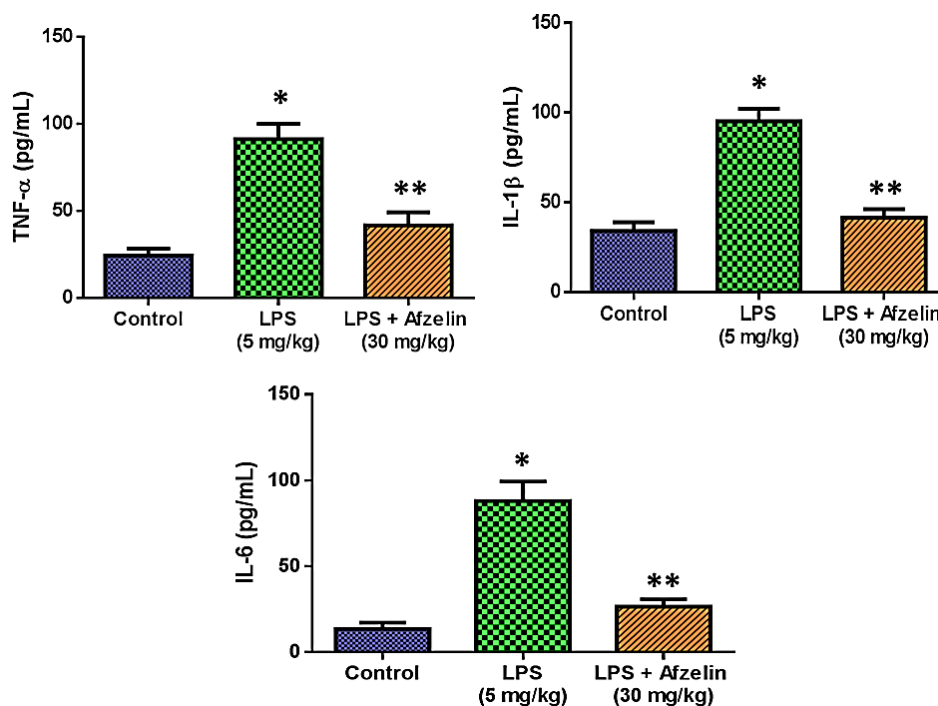 TNF-α (pg/mL)
150
100
50
0
*
**
Control
LPS
(5 mg/kg)
LPS + Afzelin
(30 mg/kg)
IL-1β (pg/mL)
150
100
50
0
*
**
Control
LPS
(5 mg/kg)
LPS + Afzelin
(30 mg/kg)
IL-6 (pg/mL)
150
100
50
0
*
**
Control
LPS
(5 mg/kg)
LPS + Afzelin
(30 mg/kg)